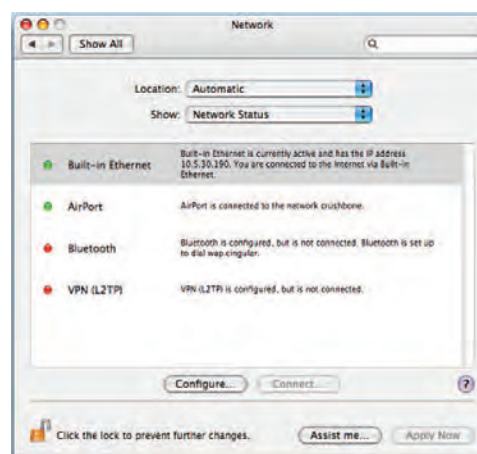 Network
Show All
Location: Automatic
Show: Network Status
Built-in Ethernet
Built-in Ethernet is currently active and has the IP address
10.5.30.190. You are connected to the Internet via Built-in
Ethernet.
AirPort
AirPort is connected to the network crushbone.
Bluetooth
Bluetooth is configured, but is not connected. Bluetooth is set up
to dial wap.cingular.
VPN (L2TP)
VPN (L2TP) is configured, but is not connected.
Configure... Connect... ?
Click the lock to prevent further changes. Assist me... Apply Now